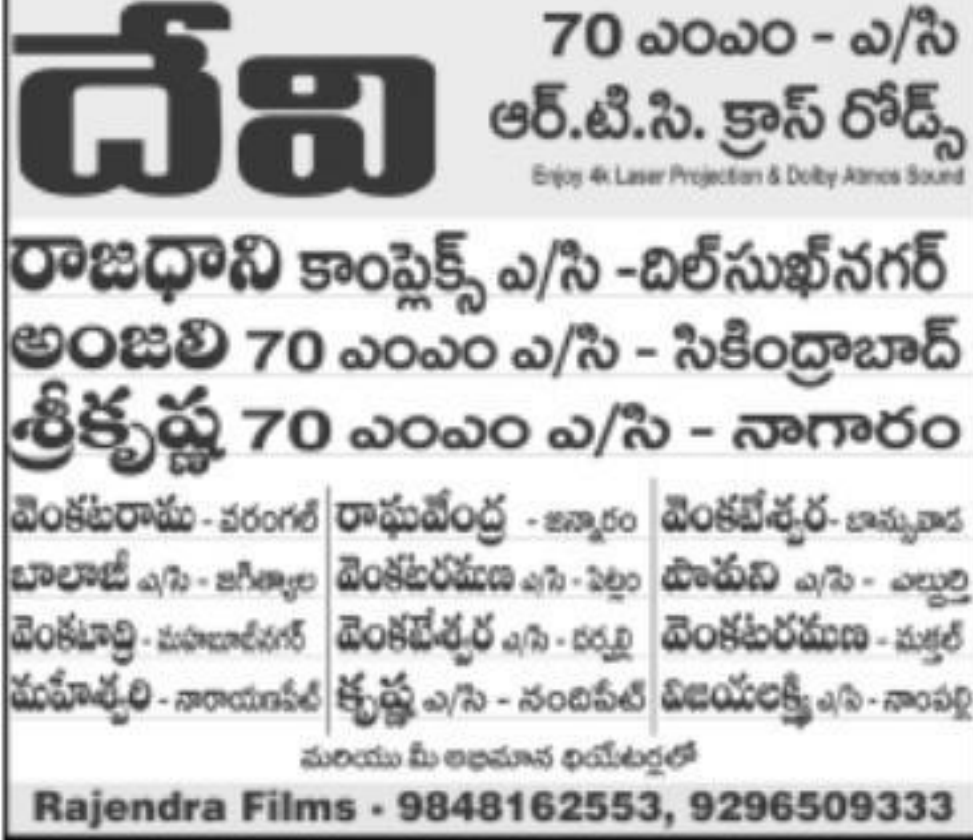 దేవి
70 ఎంఎం - ఎ/సి
ఆర్.టి.సి. క్రాస్ రోడ్స్
Enjoy 4k Laser Projection & Dolby Atmos Sound
రాజధాని కాంప్లెక్స్ ఎ/సి -దిల్‌సుఖ్‌నగర్
అంజలి 70 ఎంఎం ఎ/సి - సికింద్రాబాద్
శ్రీకృష్ణ 70 ఎంఎం ఎ/సి - నాగారం
వెంకటరామ - వరంగల్
బాలాజీ ఎ/సి - జగిత్యాల
వెంకటాద్రి - మహబూబ్‌నగర్
మహేశ్వరి - నారాయణపేట్
రాఘవేంద్ర - జన్నారం
వెంకటరమణ ఎ/సి - పిట్లం
వెంకటేశ్వర ఎ/సి - దర్పల్లి
కృష్ణ ఎ/సి - నందిపేట్
వెంకటేశ్వర- బాన్సువాడ
పావని ఎ/సి - ఎల్దుర్తి
వెంకటరమణ - మక్తల్
విజయలక్ష్మి ఎ/సి - నాంపల్లి
మరియు మీ అభిమాన థియేటర్లలో
Rajendra Films - 9848162553, 9296509333